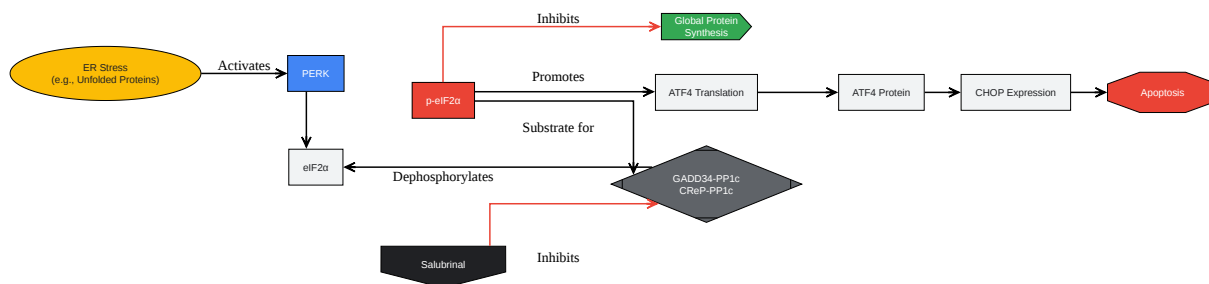 Inhibits
Global Protein
Synthesis
ER Stress
(e.g., Unfolded Proteins)
Activates
PERK
Promotes
p-eIF2α
ATF4 Translation
ATF4 Protein
CHOP Expression
Apoptosis
Substrate for
eIF2α
Dephosphorylates
GADD34-PP1c
CReP-PP1c
Salubrinal
Inhibits